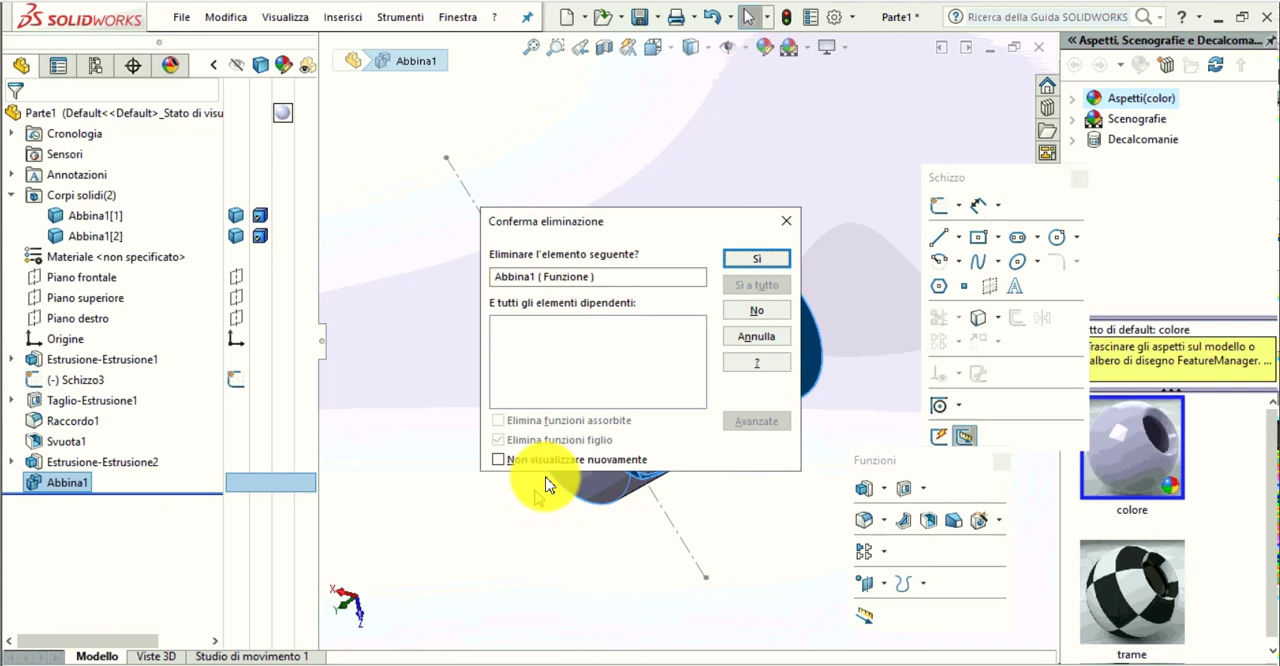 SOLIDWORKS
File
Modifica
Visualizza
Inserisci
Strumenti
Finestra
?
Parte1 *
Ricerca della Guida SOLIDWORKS
?
Abbina1
Aspetti, Scenografie e Decalcoma...
Parte1 (Default<<Default>_Stato di visu
Cronologia
Sensori
Annotazioni
Corpi solidi(2)
Abbina1[1]
Abbina1[2]
Materiale <non specificato>
Piano frontale
Piano superiore
Piano destro
Origine
Estrusione-Estrusione1
(-) Schizzo3
Taglio-Estrusione1
Raccordo1
Svuota1
Estrusione-Estrusione2
Abbina1
Conferma eliminazione
Eliminare l'elemento seguente?
Abbina1 ( Funzione )
E tutti gli elementi dipendenti:
Sì
Sì a tutto
No
Annulla
?
Avanzate
Elimina funzioni assorbite
Elimina funzioni figlio
Non visualizzare nuovamente
Schizzo
Funzioni
Aspetti(color)
Scenografie
Decalcomanie
tto di default: colore
Trascinare gli aspetti sul modello o
albero di disegno FeatureManager. ...
colore
trame
X
Y
Z
Modello
Viste 3D
Studio di movimento 1